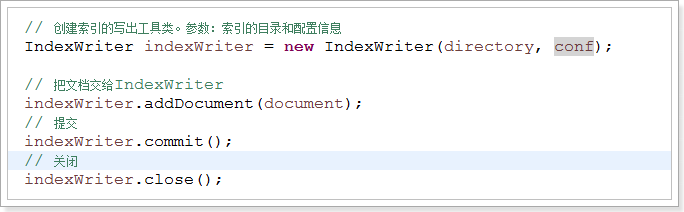 // 创建索引的写出工具类。参数：索引的目录和配置信息
IndexWriter indexWriter = new IndexWriter(directory, conf);
// 把文档交给IndexWriter
indexWriter.addDocument(document);
// 提交
indexWriter.commit();
// 关闭
indexWriter.close();